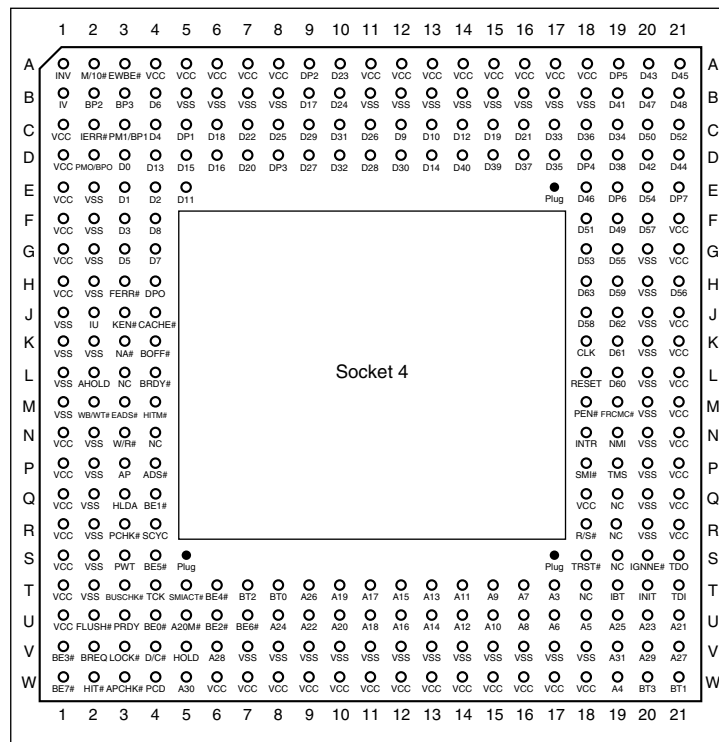 1 2 3 4 5 6 7 8 9 10 11 12 13 14 15 16 17 18 19 20 21
A A
INV M/10# EWBE# VCC VCC VCC VCC VCC DP2 D23 VCC VCC VCC VCC VCC VCC VCC VCC DP5 D43 D45
B B
IV BP2 BP3 D6 VSS VSS VSS VSS D17 D24 VSS VSS VSS VSS VSS VSS VSS VSS D41 D47 D48
C C
VCC IERR# PM1/BP1 D4 DP1 D18 D22 D25 D29 D31 D26 D9 D10 D12 D19 D21 D33 D36 D34 D50 D52
D D
VCC PMO/BPO D0 D13 D15 D16 D20 DP3 D27 D32 D28 D30 D14 D40 D39 D37 D35 DP4 D38 D42 D44
E E
VCC VSS D1 D2 D11 Plug D46 DP6 D54 DP7
F F
VCC VSS D3 D8 D51 D49 D57 VCC
G G
VCC VSS D5 D7 D53 D55 VSS VCC
H H
VCC VSS FERR# DPO D63 D59 VSS D56
J J
VSS IU KEN# CACHE# D58 D62 VSS VCC
K K
VSS VSS NA# BOFF# CLK D61 VSS VCC
Socket 4
L L
VSS AHOLD NC BRDY# RESET D60 VSS VCC
M M
VSS WB/WT# EADS# HITM# PEN# FRCMC# VSS VCC
N N
VCC VSS W/R# NC INTR NMI VSS VCC
P P
VCC VSS AP ADS# SMI# TMS VSS VCC
Q Q
VCC VSS HLDA BE1# VCC NC VSS VCC
R R
VCC VSS PCHK# SCYC R/S# NC VSS VCC
S S
VCC VSS PWT BE5# Plug Plug TRST# NC IGNNE# TDO
T T
VCC VSS BUSCHK# TCK SMIACT# BE4# BT2 BT0 A26 A19 A17 A15 A13 A11 A9 A7 A3 NC IBT INIT TDI
U U
VCC FLUSH# PRDY BE0# A20M# BE2# BE6# A24 A22 A20 A18 A16 A14 A12 A10 A8 A6 A5 A25 A23 A21
V V
BE3# BREQ LOCK# D/C# HOLD A28 VSS VSS VSS VSS VSS VSS VSS VSS VSS VSS VSS VSS A31 A29 A27
W W
BE7# HIT# APCHK# PCD A30 VCC VCC VCC VCC VCC VCC VCC VCC VCC VCC VCC VCC VCC A4 BT3 BT1
1 2 3 4 5 6 7 8 9 10 11 12 13 14 15 16 17 18 19 20 21